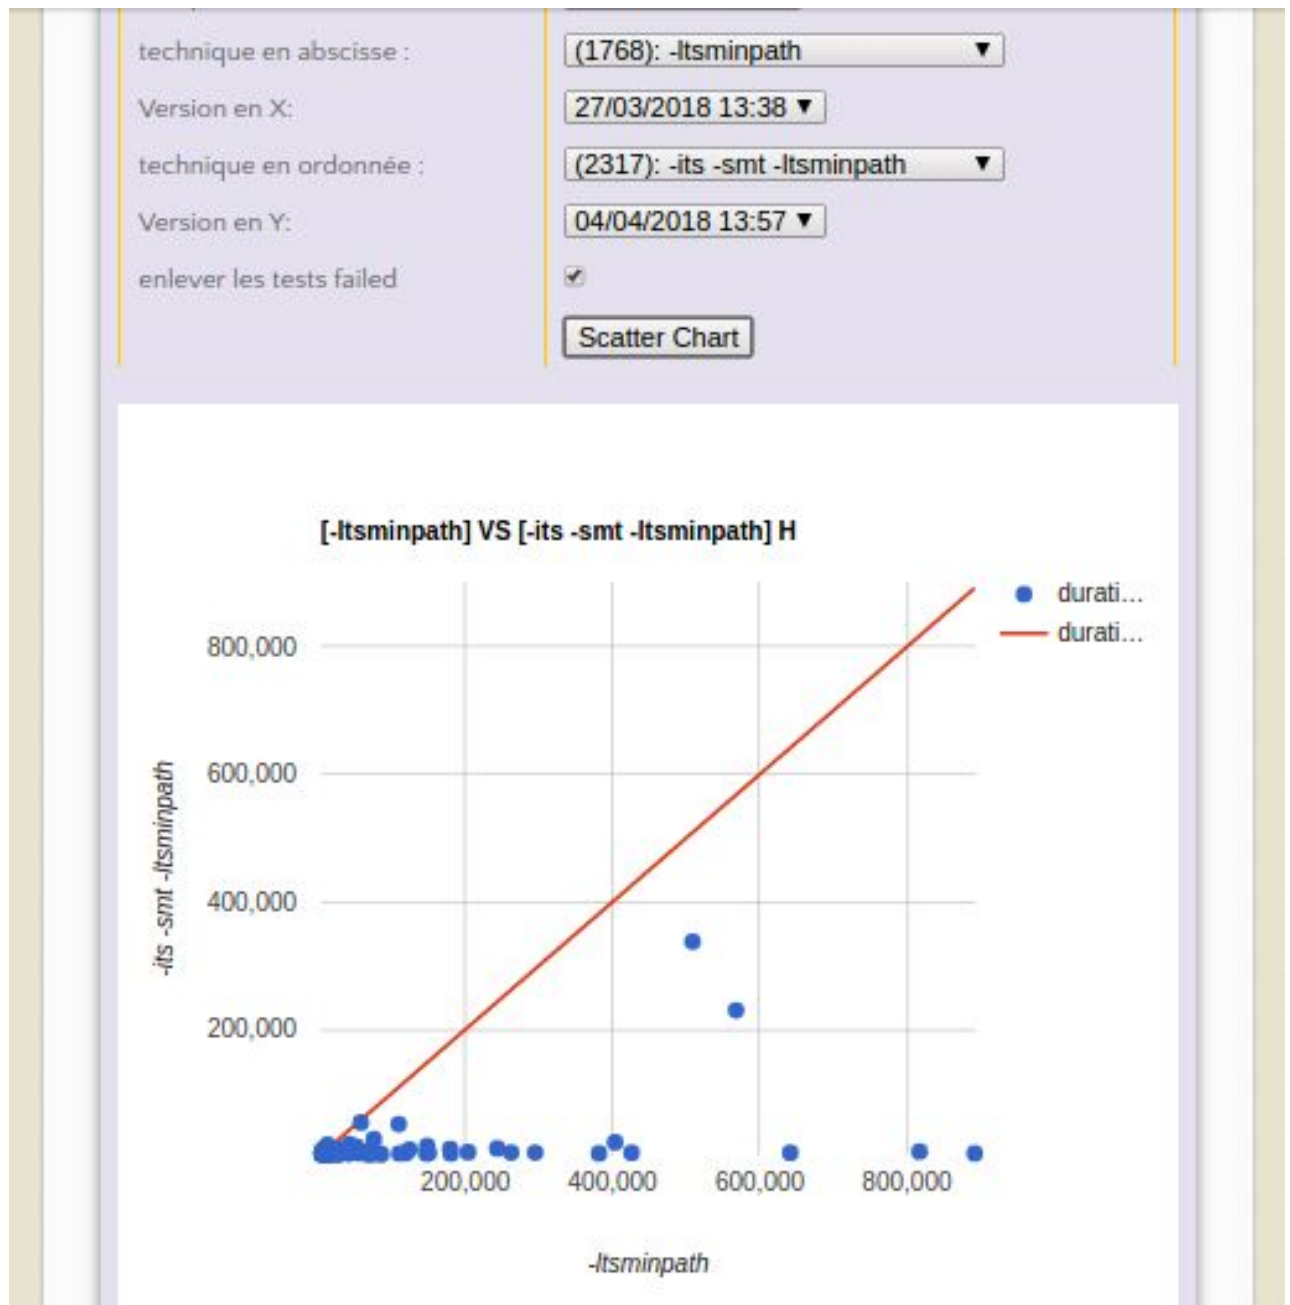 technique en abscisse :
(1768): -ltsminpath
Version en X:
27/03/2018 13:38
technique en ordonnée :
(2317): -its -smt -ltsminpath
Version en Y:
04/04/2018 13:57
enlever les tests failed
Scatter Chart
[-ltsminpath] VS [-its -smt -ltsminpath] H
durati...
durati...
800,000
600,000
400,000
200,000
-its -smt -ltsminpath
200,000
400,000
600,000
800,000
-ltsminpath